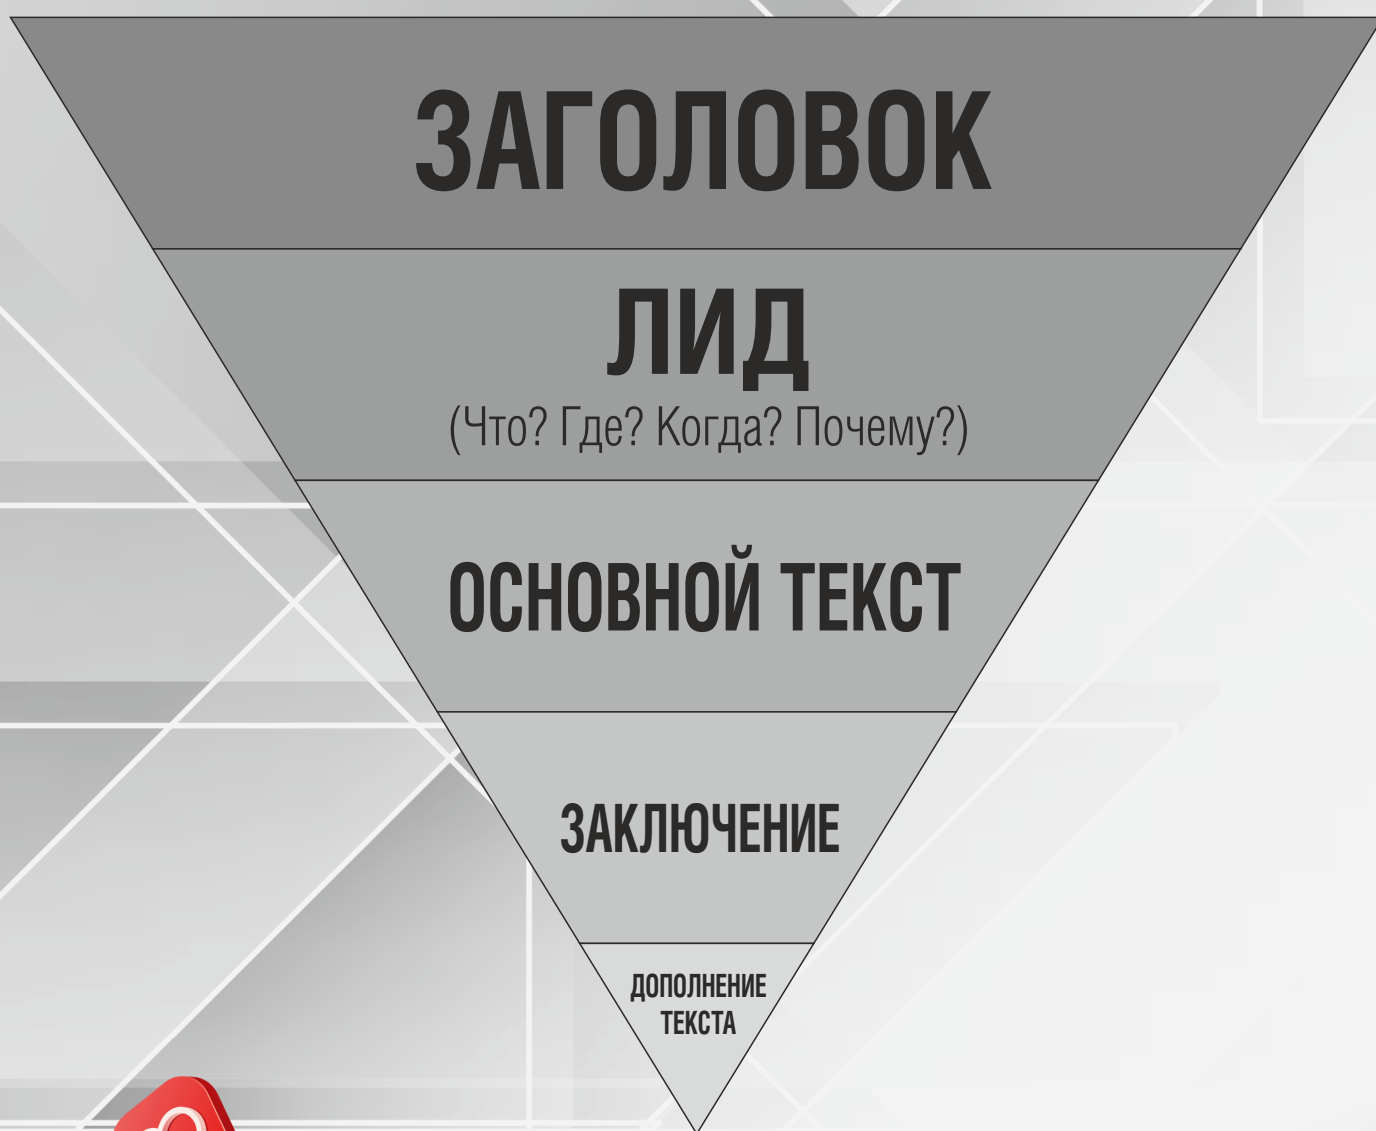 ЗАГОЛОВОК
ЛИД
(Что? Где? Когда? Почему?)
ОСНОВНОЙ ТЕКСТ
ЗАКЛЮЧЕНИЕ
ДОПОЛНЕНИЕ
ТЕКСТА